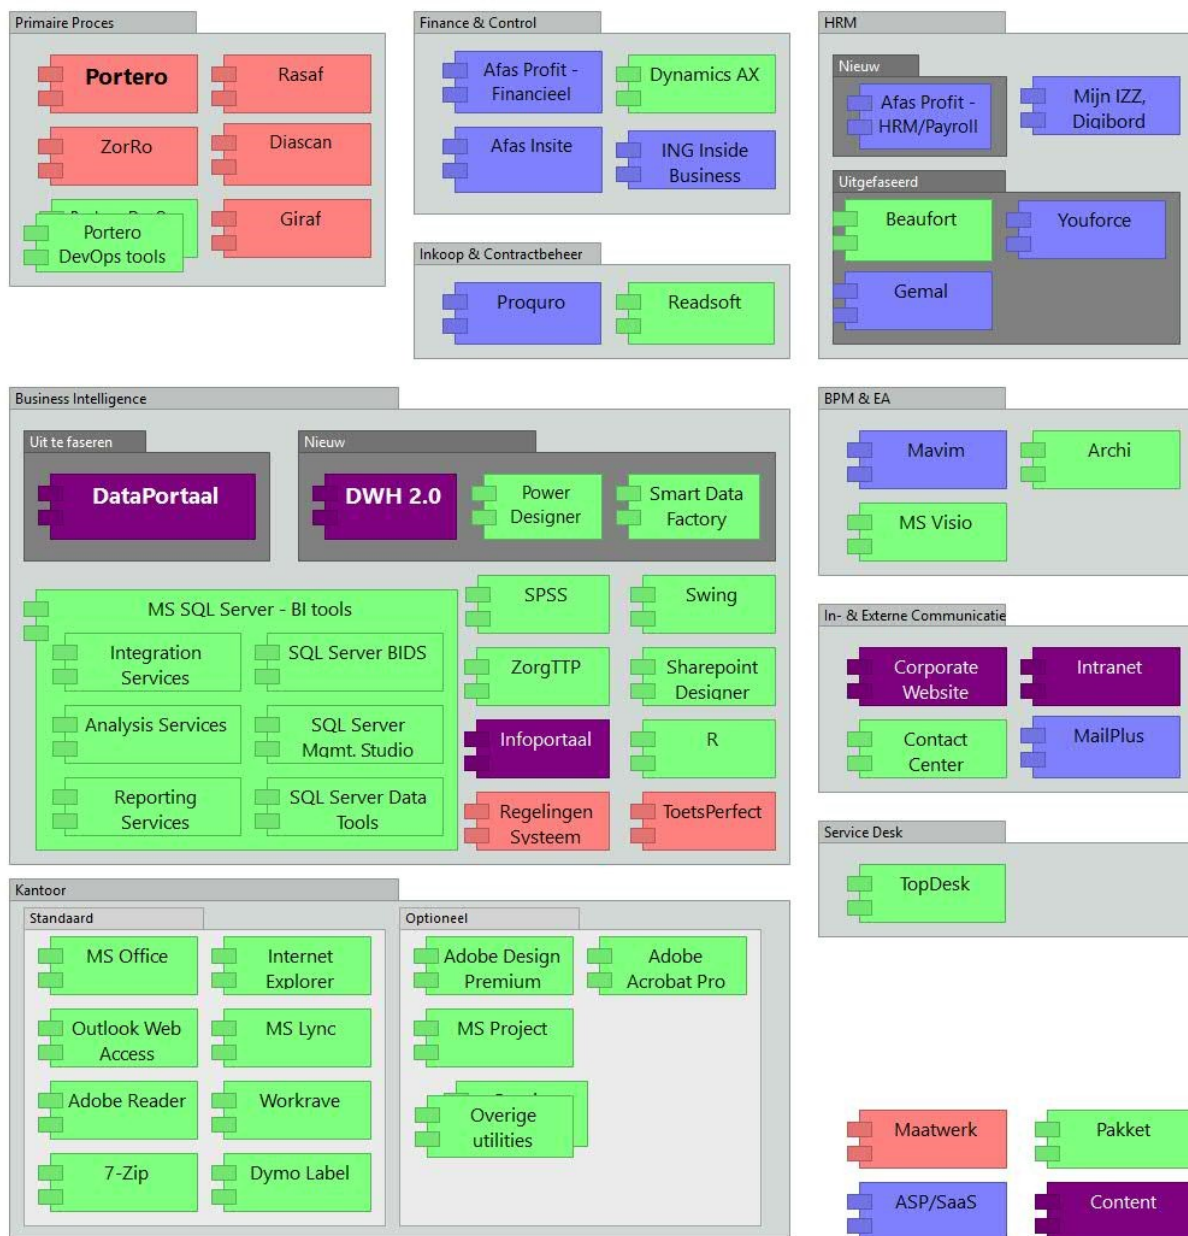 Primaire Proces
Portero
Rasaf
ZorRo
Diascan
Portero
DevOps tools
Giraf
Finance & Control
Afas Profit -
Financieel
Dynamics AX
Afas Insite
ING Inside
Business
Inkoop & Contractbeheer
Proquro
Readsoft
HRM
Nieuw
Afas Profit -
HRM/Payroll
Mijn IZZ,
Digibord
Uitgefaseerd
Beaufort
Youforce
Gemal
Business Intelligence
Uit te faseren
DataPortaal
Nieuw
DWH 2.0
Power
Designer
Smart Data
Factory
MS SQL Server - BI tools
Integration
Services
SQL Server BIDS
Analysis Services
SQL Server
Mgmt. Studio
Reporting
Services
SQL Server Data
Tools
SPSS
Swing
ZorgTTP
Sharepoint
Designer
Infoportaal
R
Regelingen
Systeem
ToetsPerfect
BPM & EA
Mavim
Archi
MS Visio
In- & Externe Communicatie
Corporate
Website
Intranet
Contact
Center
MailPlus
Service Desk
TopDesk
Kantoor
Standaard
MS Office
Internet
Explorer
Outlook Web
Access
MS Lync
Adobe Reader
Workrave
7-Zip
Dymo Label
Optioneel
Adobe Design
Premium
Adobe
Acrobat Pro
MS Project
Overige
utilities
Maatwerk
Pakket
ASP/SaaS
Content